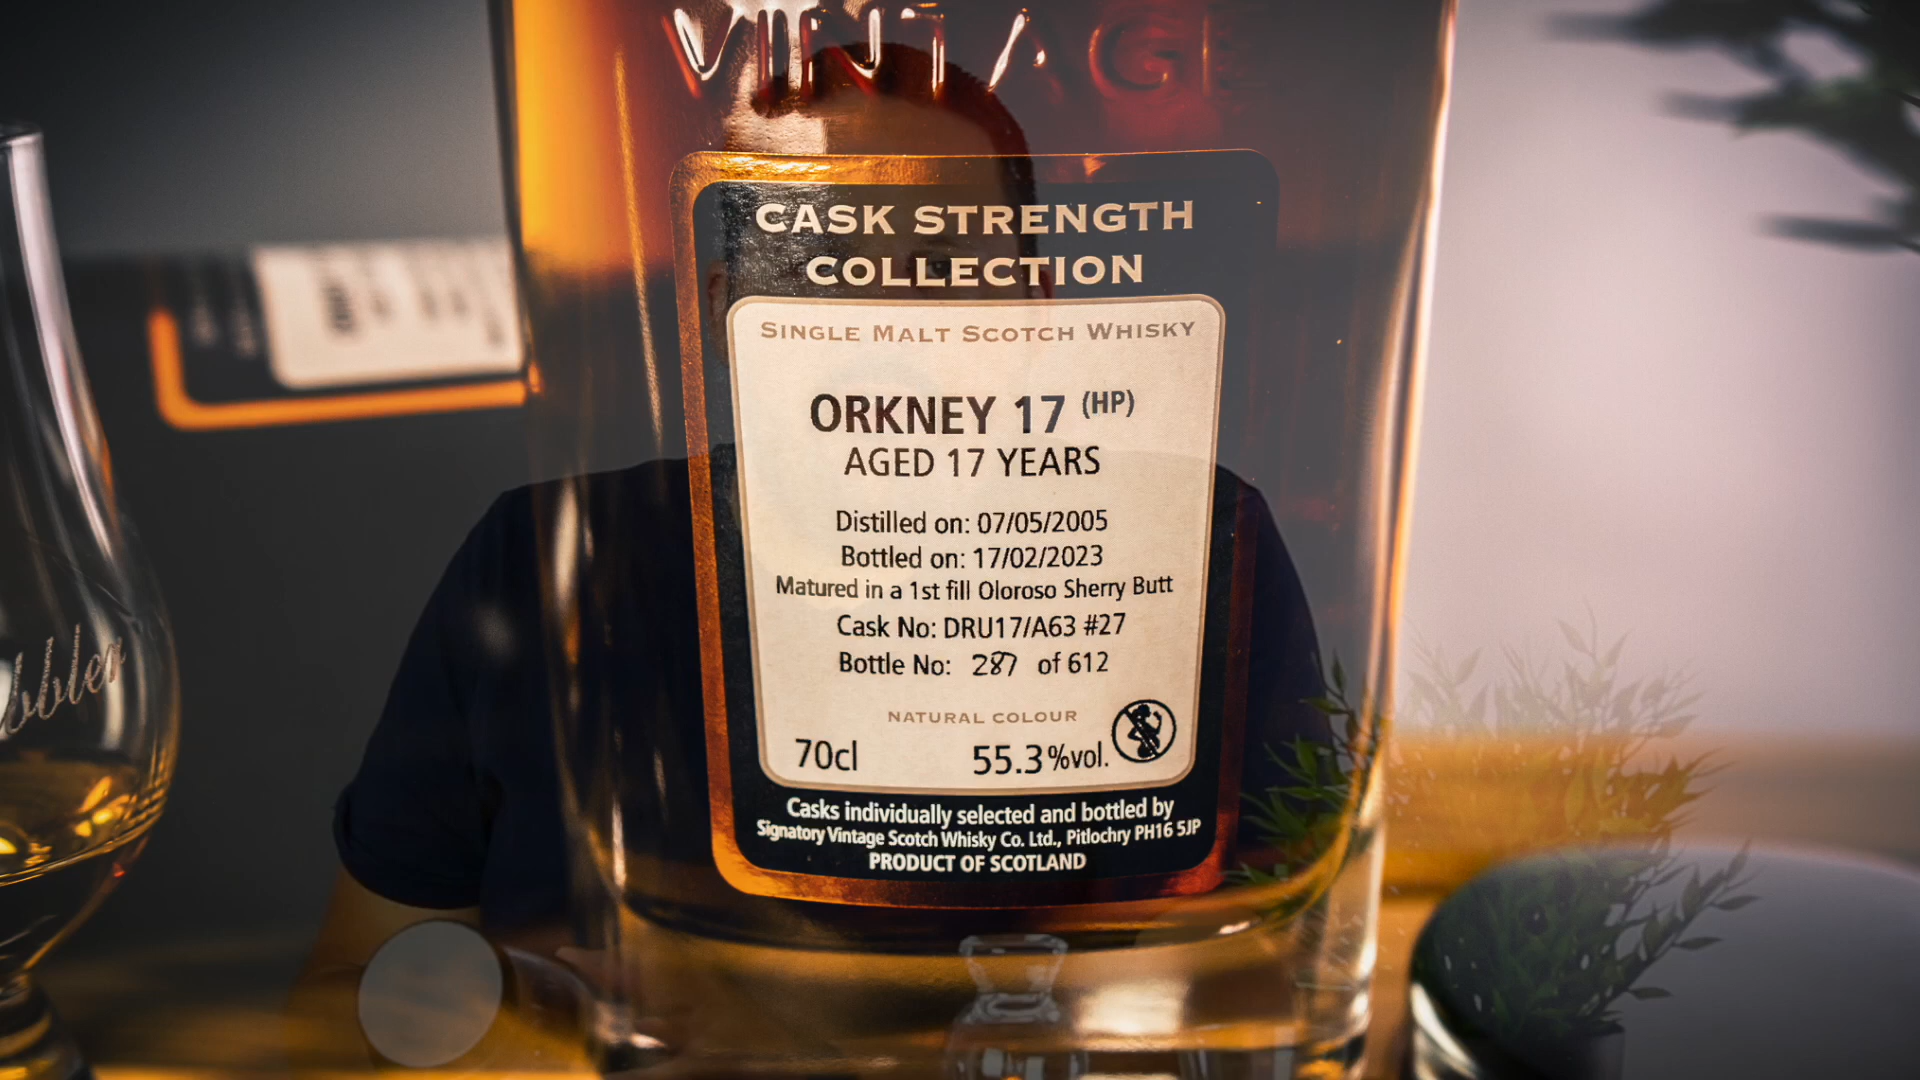 VINTAGE
CASK STRENGTH
COLLECTION
SINGLE MALT SCOTCH WHISKY
ORKNEY 17 (HP)
AGED 17 YEARS
Distilled on: 07/05/2005
Bottled on: 17/02/2023
Matured in a 1st fill Oloroso Sherry Butt
Cask No: DRU17/A63 #27
Bottle No: 287 of 612
NATURAL COLOUR
70cl 55.3%vol.
Casks individually selected and bottled by
Signatory Vintage Scotch Whisky Co. Ltd., Pitlochry PH16 5JP
PRODUCT OF SCOTLAND